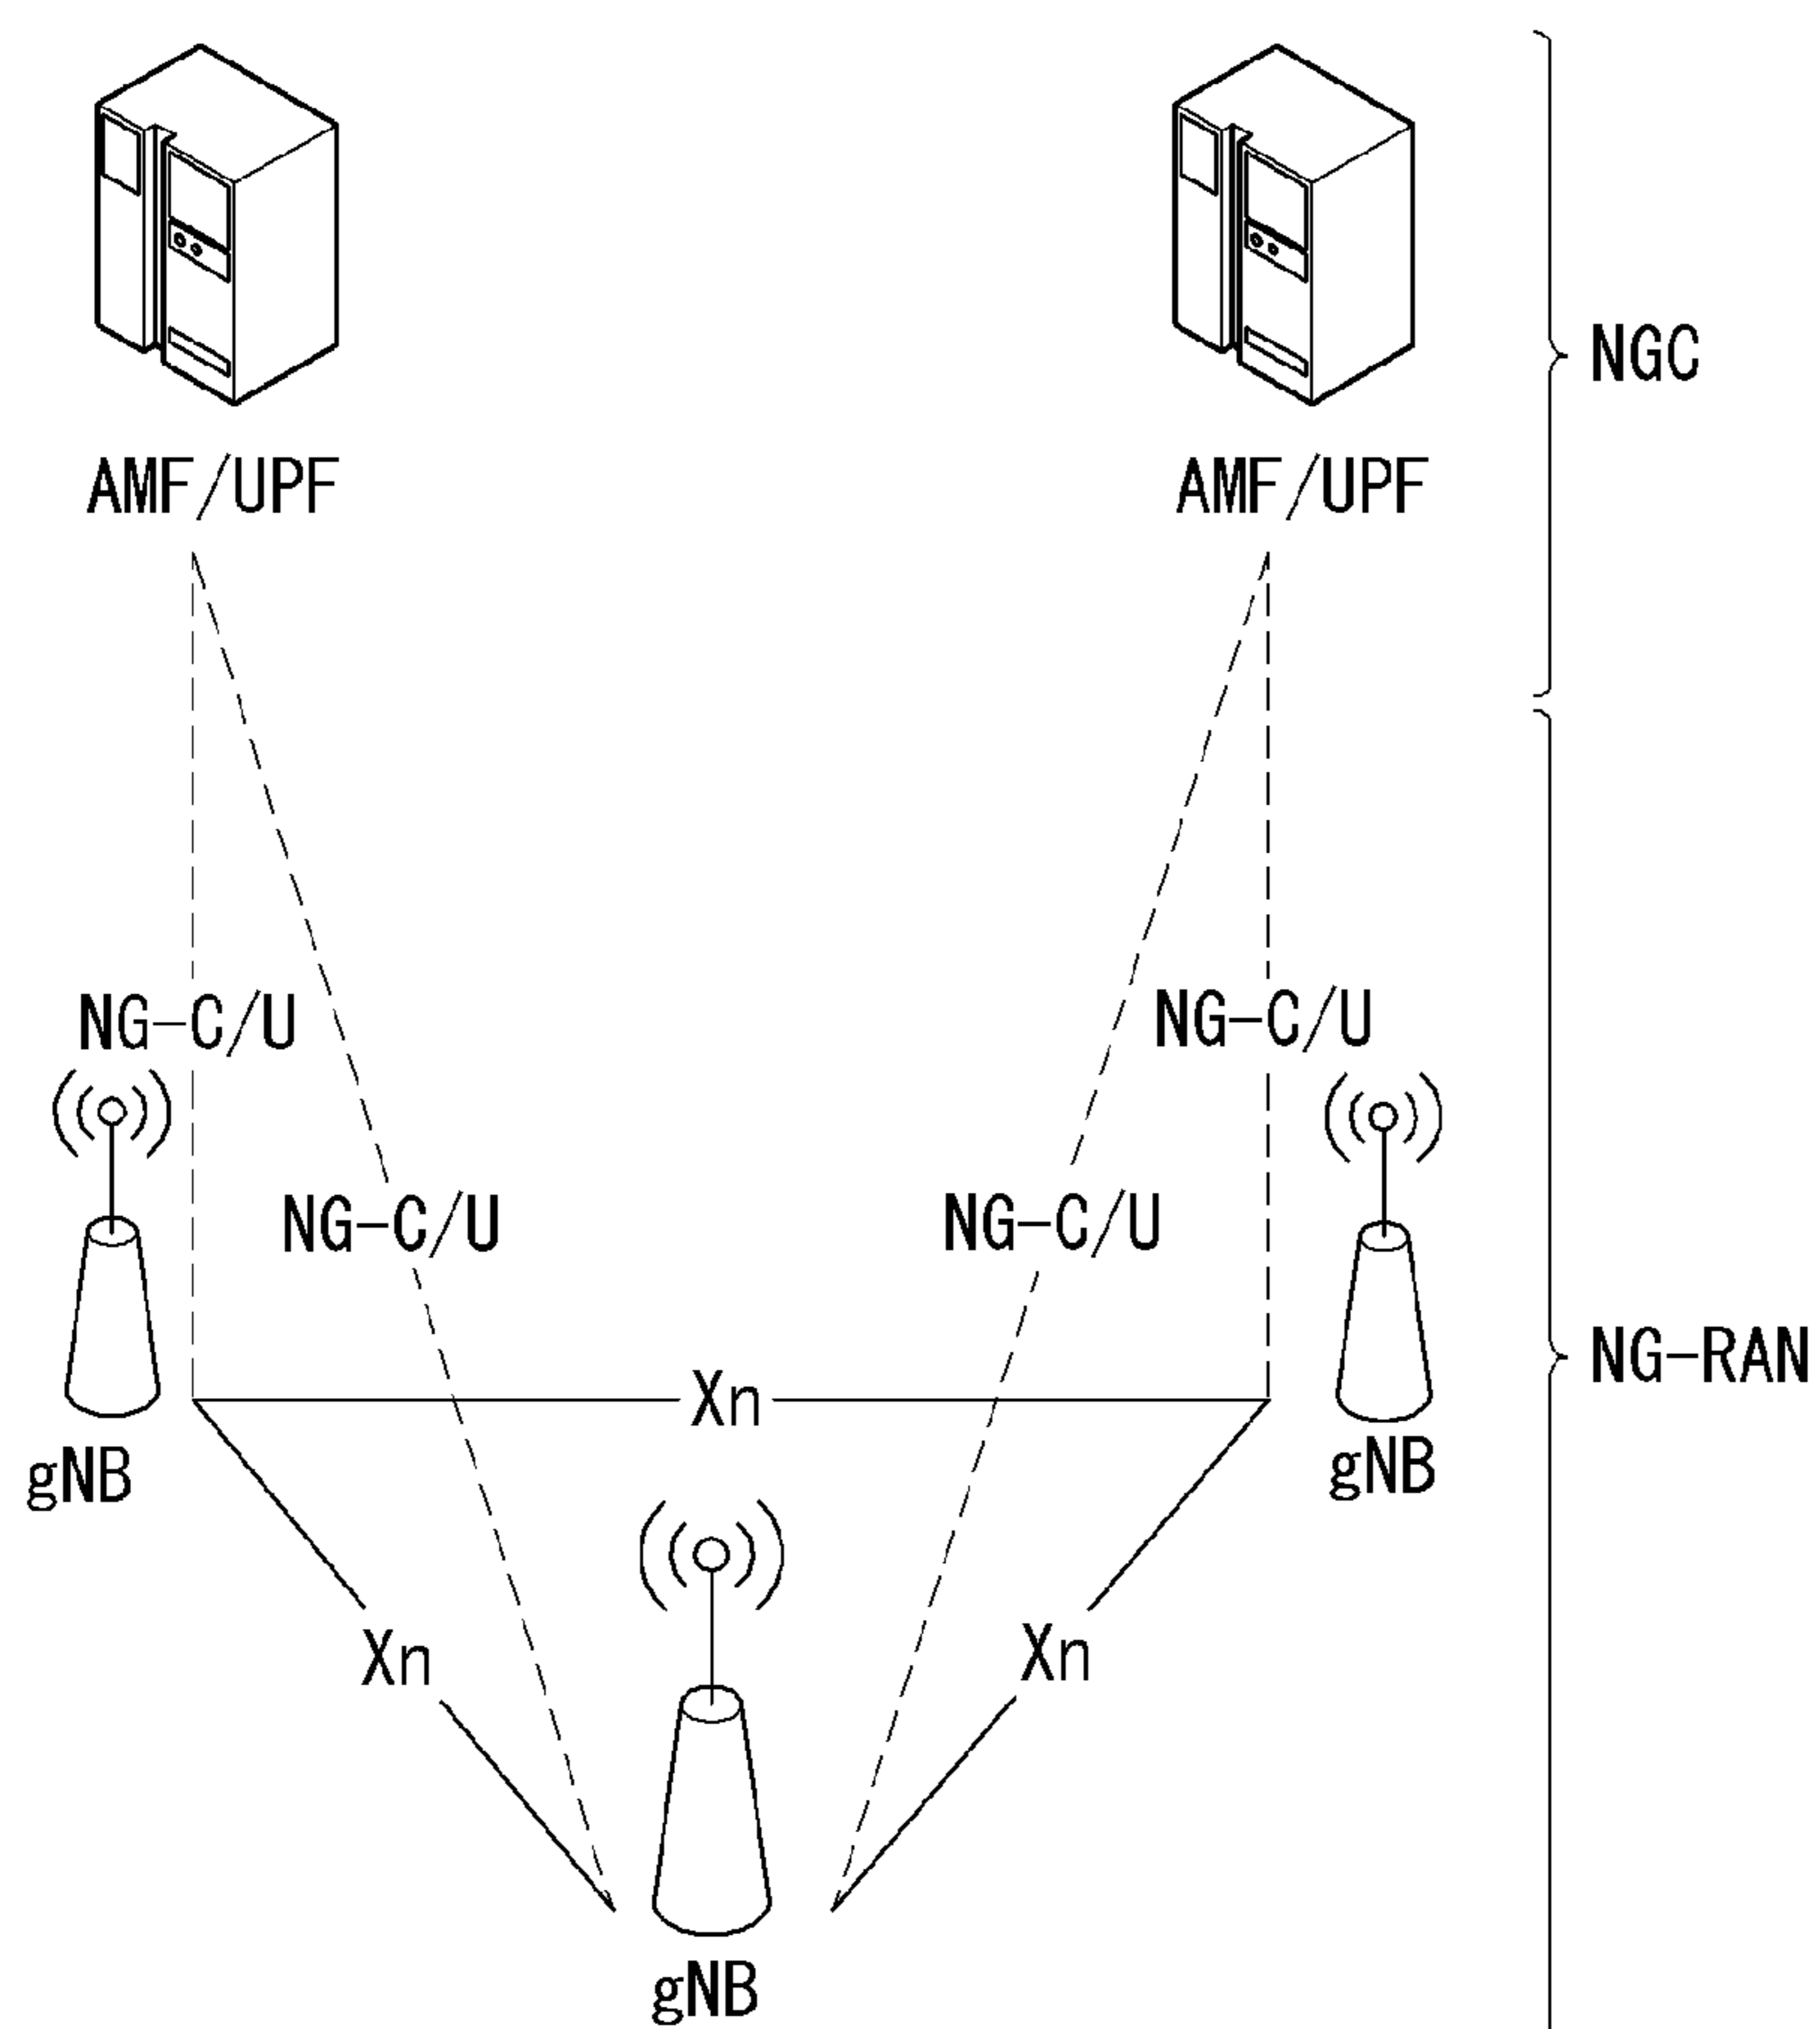 NGC
AMF/UPF
AMF/UPF
NG-C/U
NG-C/U
NG-C/U
NG-C/U
NG-RAN
Xn
gNB
gNB
Xn
Xn
gNB